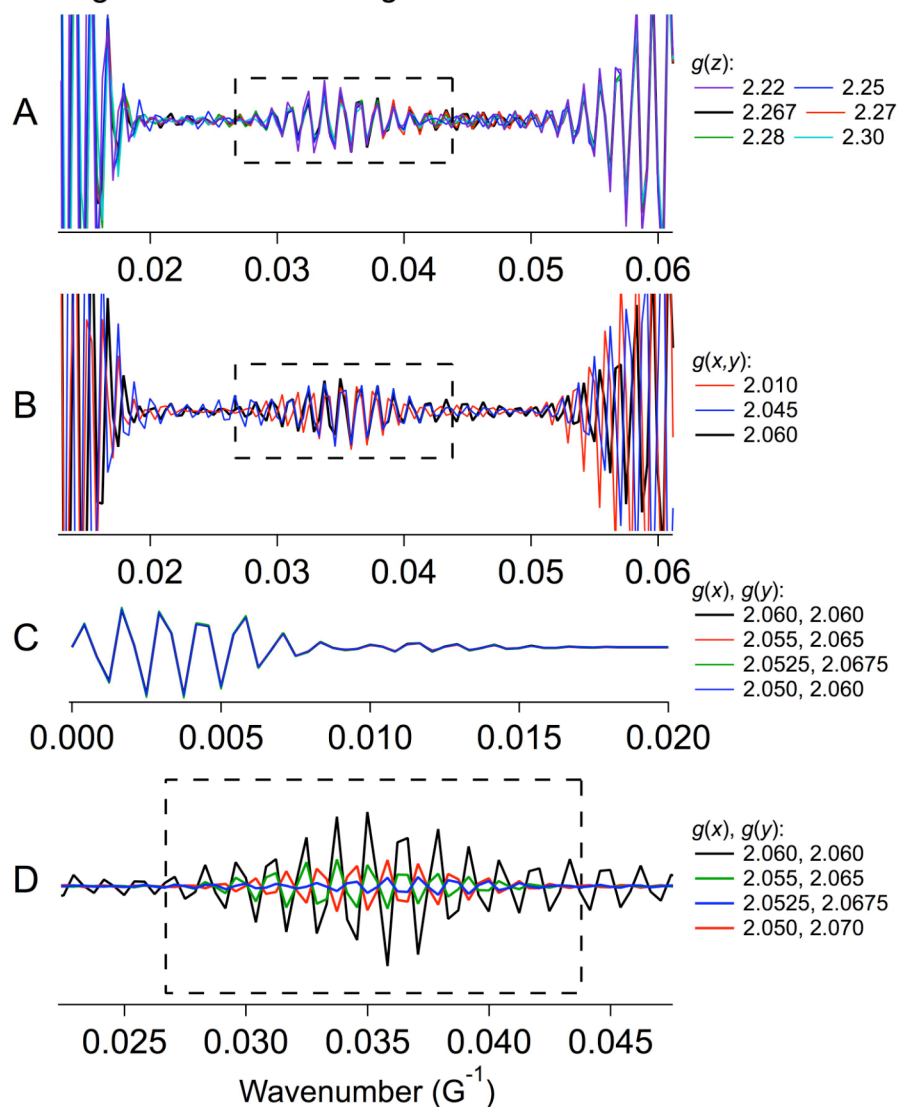 g(z):
2.22 2.25
2.267 2.27
2.28 2.30
A
0.02 0.03 0.04 0.05 0.06
g(x,y):
2.010
2.045
2.060
B
0.02 0.03 0.04 0.05 0.06
g(x), g(y):
2.060, 2.060
2.055, 2.065
2.0525, 2.0675
2.050, 2.060
C
0.000 0.005 0.010 0.015 0.020
g(x), g(y):
2.060, 2.060
2.055, 2.065
2.0525, 2.0675
2.050, 2.070
D
0.025 0.030 0.035 0.040 0.045
Wavenumber (G⁻¹)